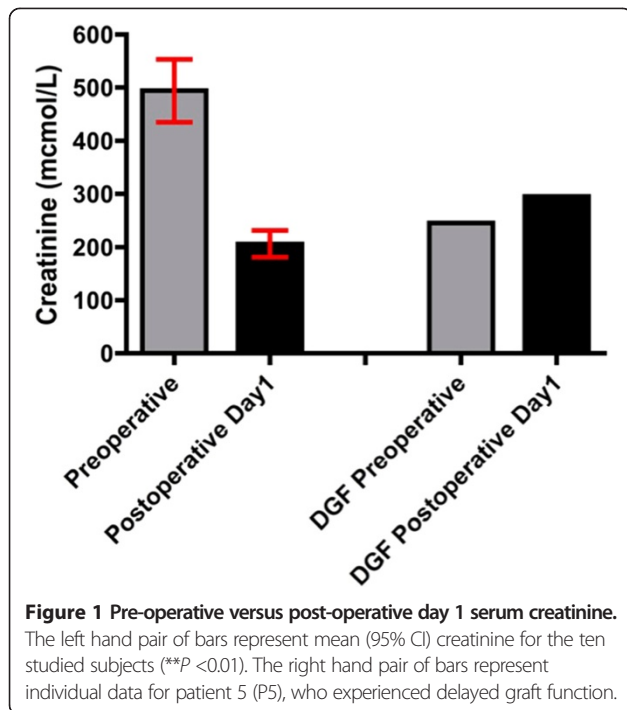 600
500
400
300
200
100
0
Creatinine (mcmol/L)
Preoperative
Postoperative Day1
DGF Preoperative
DGF Postoperative Day1
Figure 1 Pre-operative versus post-operative day 1 serum creatinine.
The left hand pair of bars represent mean (95% CI) creatinine for the
ten studied subjects (**P <0.01). The right hand pair of bars represent
individual data for patient 5 (P5), who experienced delayed graft function.